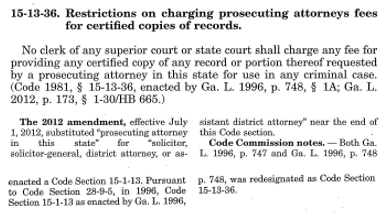 15-13-36. Restrictions on charging prosecuting attorneys fees
for certified copies of records.
No clerk of any superior court or state court shall charge any fee for
providing any certified copy of any record or portion thereof requested
by a prosecuting attorney in this state for use in any criminal case.
(Code 1981, § 15-13-36, enacted by Ga. L. 1996, p. 748, § 1A; Ga. L.
2012, p. 173, § 1-30/HB 665.)
The 2012 amendment, effective July
1, 2012, substituted “prosecuting attorney
in this state” for “solicitor,
solicitor-general, district attorney, or as-
sistant district attorney” near the end of
this Code section.
Code Commission notes. — Both Ga.
L. 1996, p. 747 and Ga. L. 1996, p. 748
enacted a Code Section 15-1-13. Pursuant
to Code Section 28-9-5, in 1996, Code
Section 15-1-13 as enacted by Ga. L. 1996,
p. 748, was redesignated as Code Section
15-13-36.